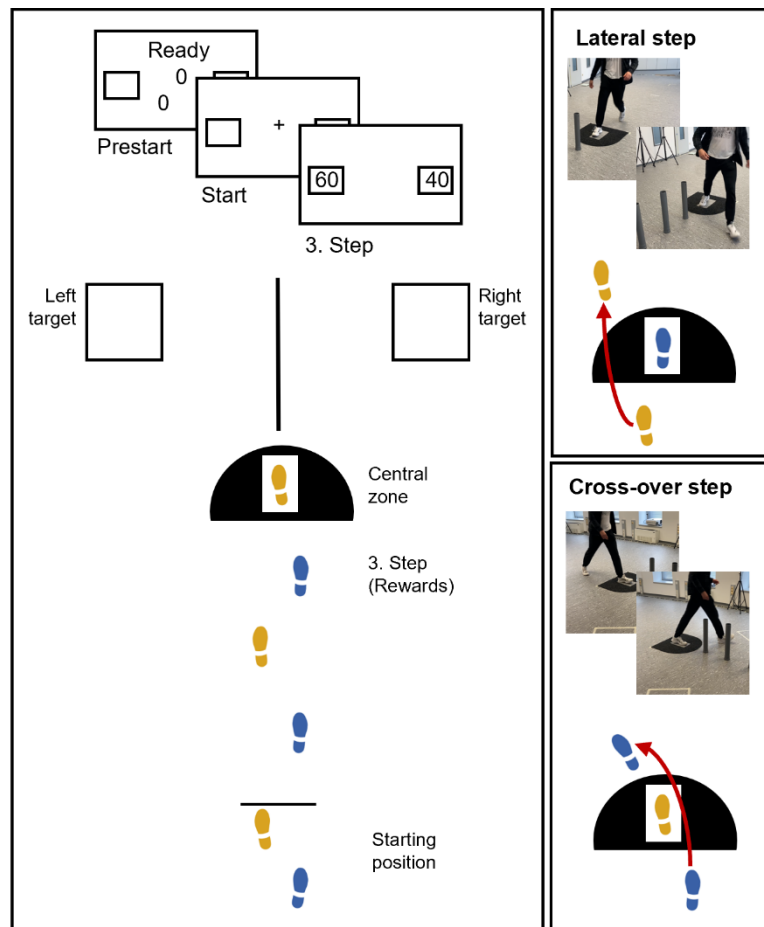 Ready
0
0
Prestart
+
Start
60 40
3. Step
Left
target
Right
target
Central
zone
3. Step
(Rewards)
Starting
position
Lateral step
Cross-over step